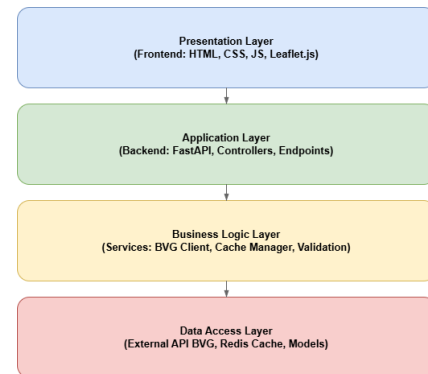 Presentation Layer
(Frontend: HTML, CSS, JS, Leaflet.js)
Application Layer
(Backend: FastAPI, Controllers, Endpoints)
Business Logic Layer
(Services: BVG Client, Cache Manager, Validation)
Data Access Layer
(External API BVG, Redis Cache, Models)